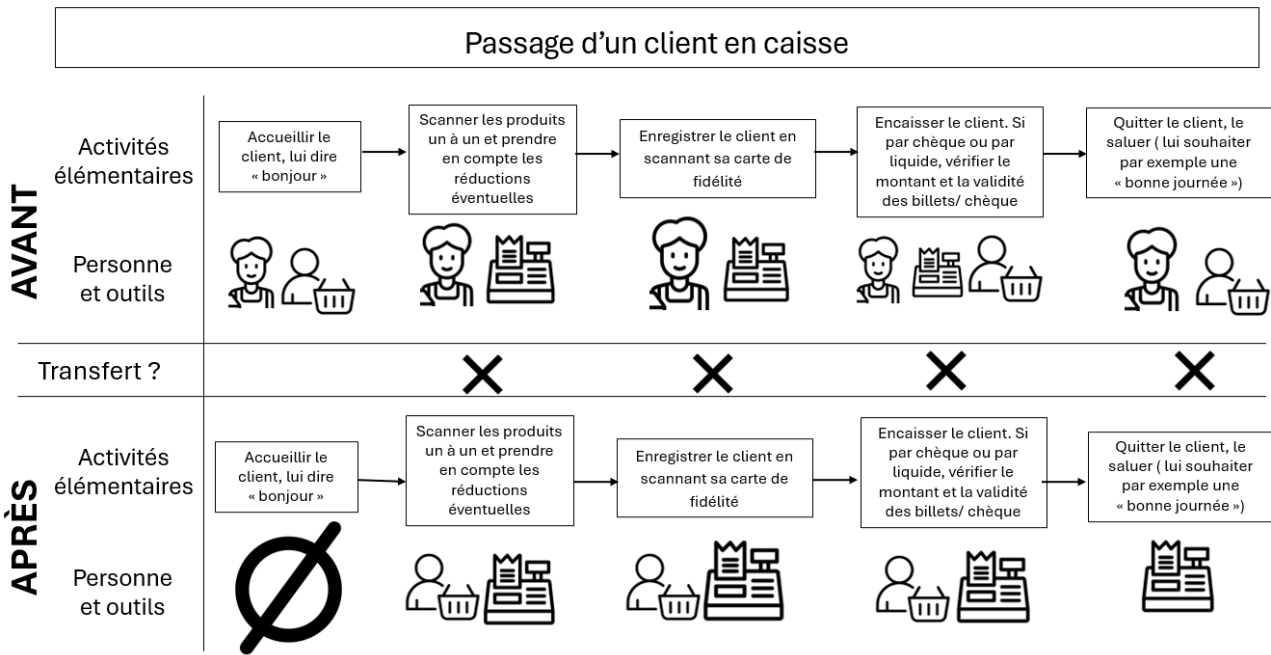 Passage d'un client en caisse
AVANT
Activités
élémentaires
Accueillir le
client, lui dire
« bonjour »
Scanner les produits
un à un et prendre
en compte les
réductions
éventuelles
Enregistrer le client en
scannant sa carte de
fidélité
Encaisser le client. Si
par chèque ou par
liquide, vérifier le
montant et la validité
des billets/ chèque
Quitter le client, le
saluer ( lui souhaiter
par exemple une
« bonne journée »)
Personne
et outils
Transfert ?
APRÈS
Activités
élémentaires
Accueillir le
client, lui dire
« bonjour »
Scanner les produits
un à un et prendre
en compte les
réductions
éventuelles
Enregistrer le client en
scannant sa carte de
fidélité
Encaisser le client. Si
par chèque ou par
liquide, vérifier le
montant et la validité
des billets/ chèque
Quitter le client, le
saluer ( lui souhaiter
par exemple une
« bonne journée »)
Personne
et outils